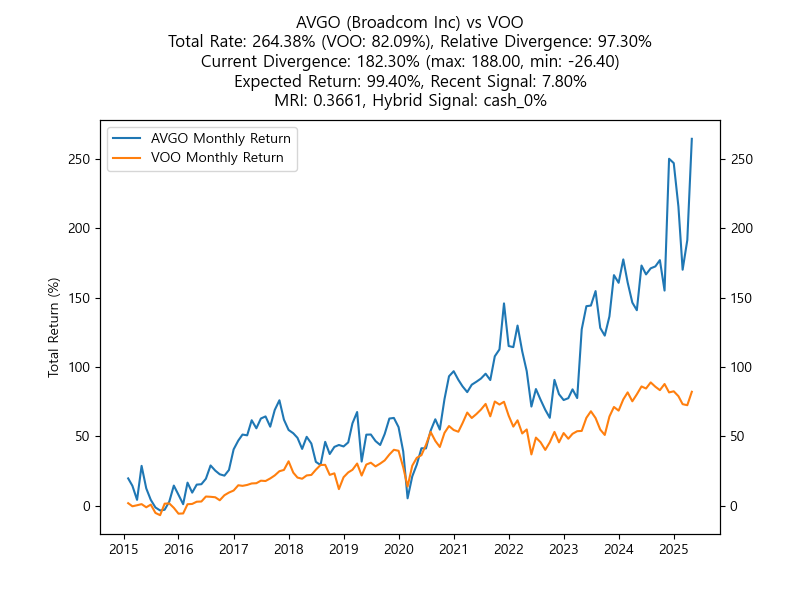 AVGO (Broadcom Inc) vs VOO
Total Rate: 264.38% (VOO: 82.09%), Relative Divergence: 97.30%
Current Divergence: 182.30% (max: 188.00, min: -26.40)
Expected Return: 99.40%, Recent Signal: 7.80%
MRI: 0.3661, Hybrid Signal: cash_0%
AVGO Monthly Return
VOO Monthly Return
Total Return (%)
250 250
200 200
150 150
100 100
50 50
0 0
2015 2016 2017 2018 2019 2020 2021 2022 2023 2024 2025